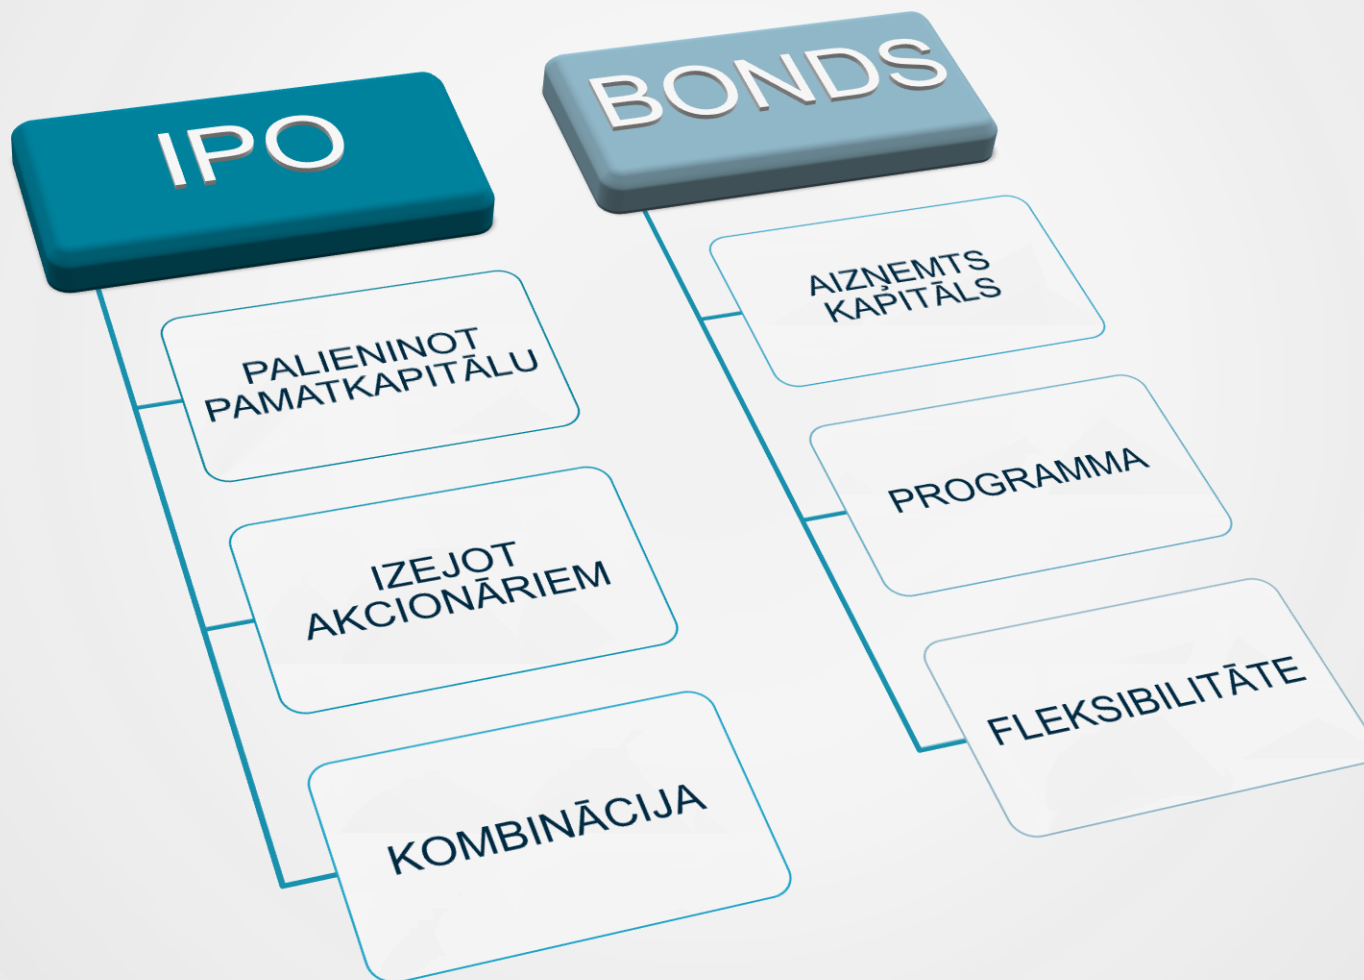 IPO
PALIENINOT
PAMATKAPITĀLU
IZEJOT
AKCIONĀRIEM
KOMBINĀCIJA
BONDS
AIZŅEMTS
KAPITĀLS
PROGRAMMA
FLEKSIBILITĀTE